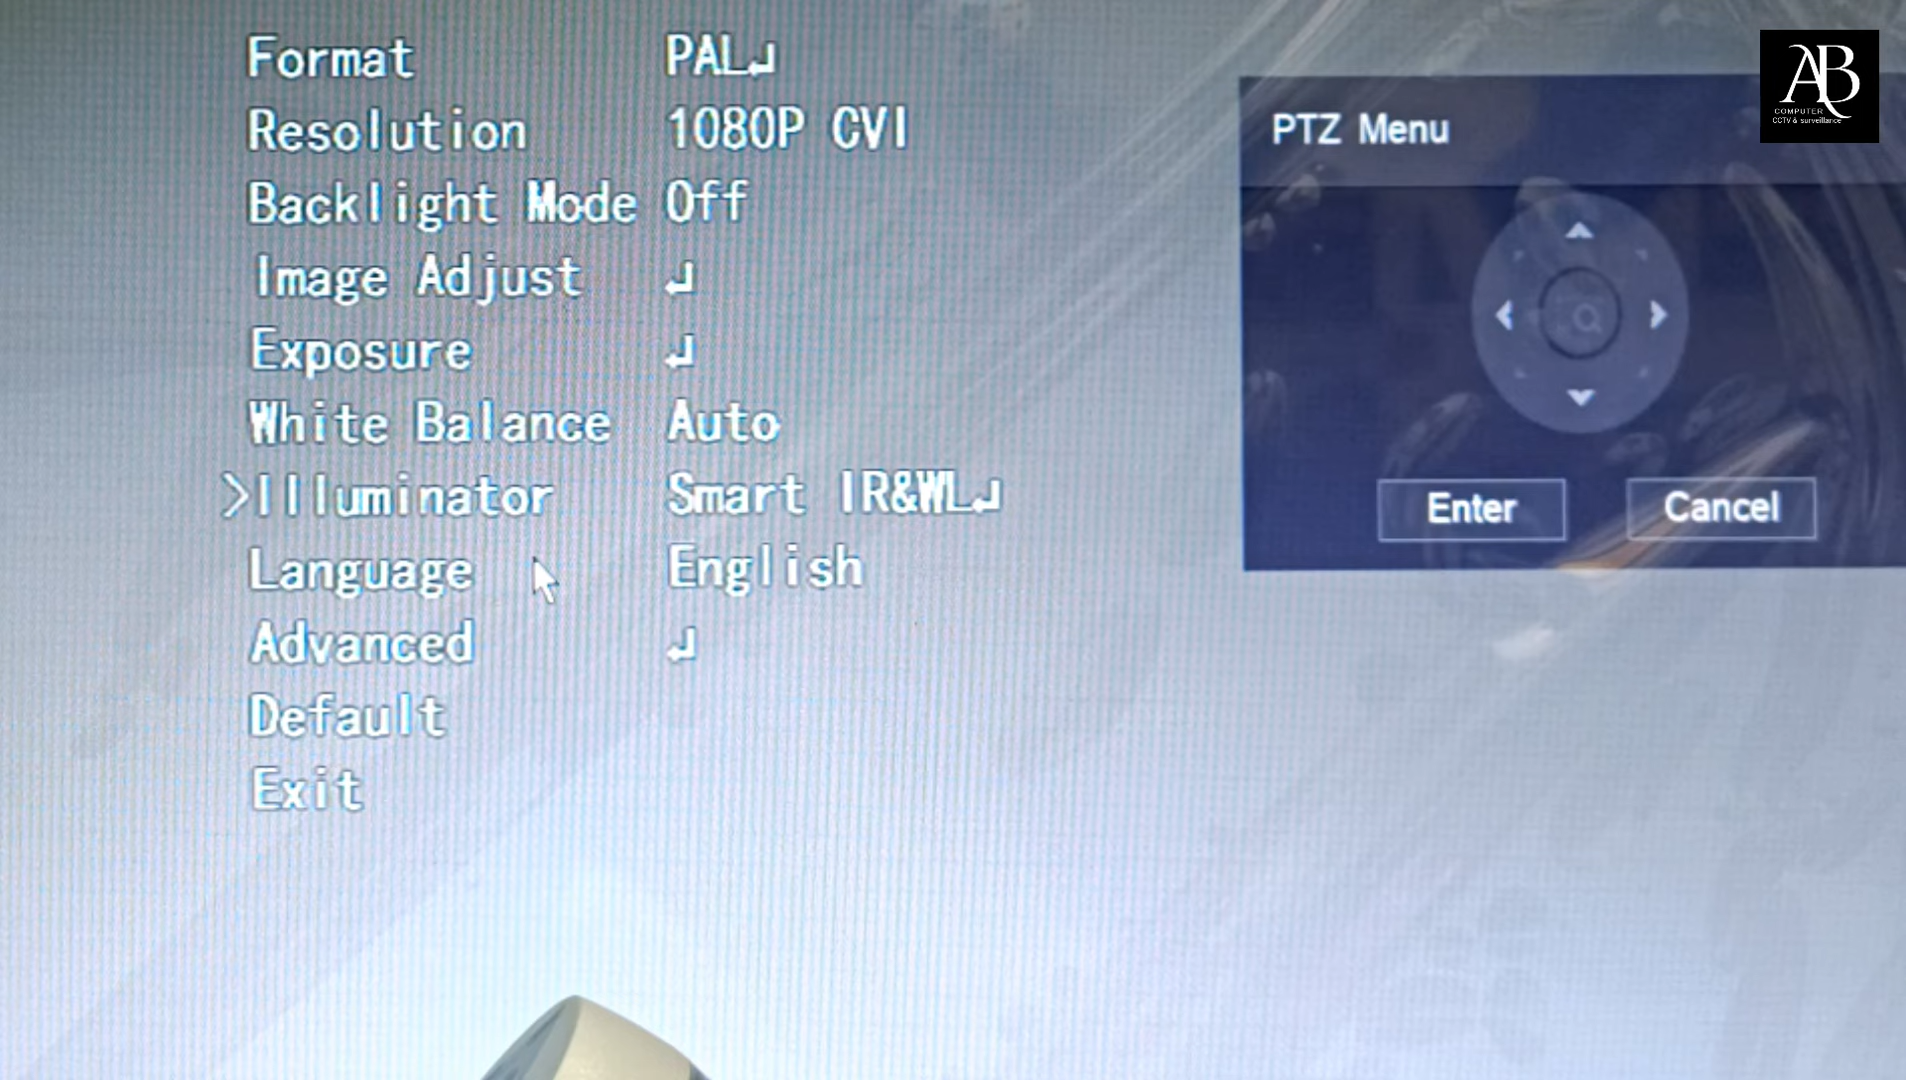 Format PAL↲
Resolution 1080P CVI
Backlight Mode Off
Image Adjust ↲
Exposure ↲
White Balance Auto
>Illuminator Smart IR&WL↲
Language English
Advanced ↲
Default
Exit
PTZ Menu
Enter Cancel
AB
COMPUTER
CCTV & surveillance